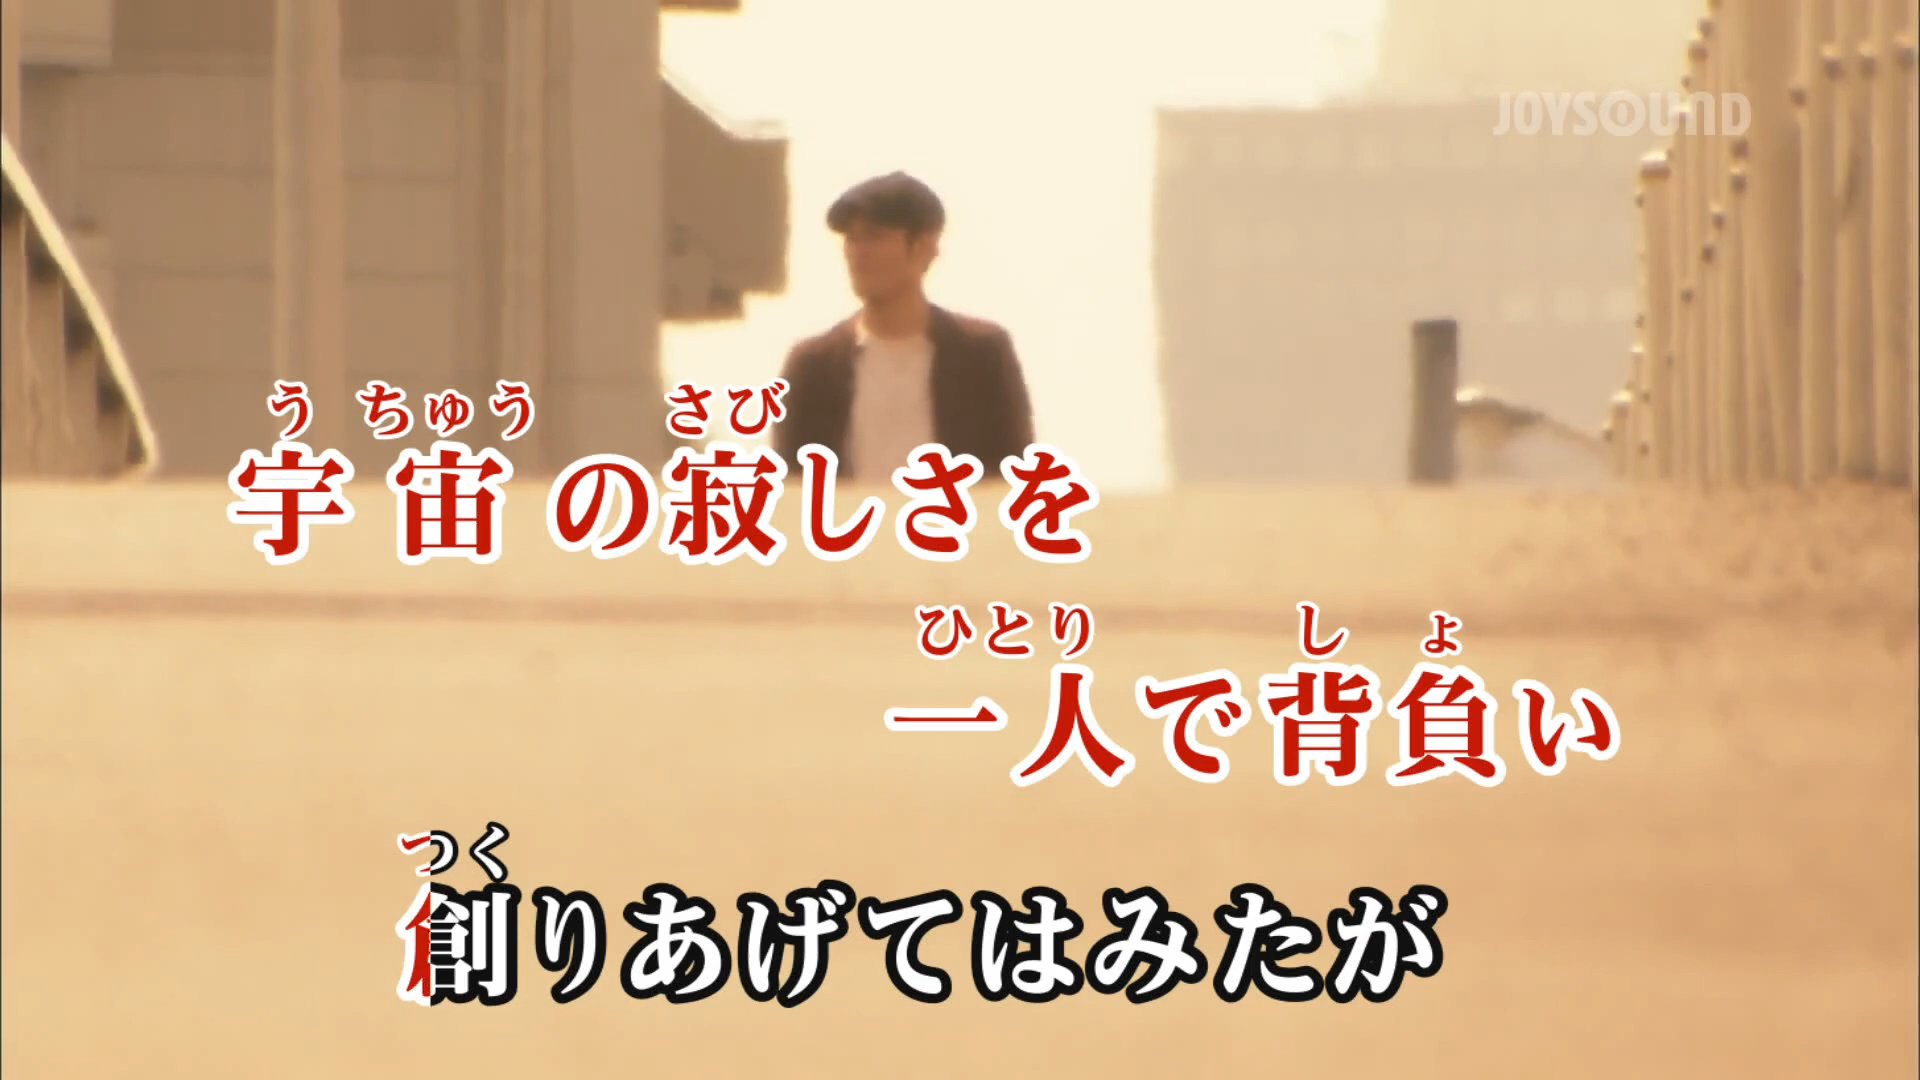 JOYSOUND
う ちゅう さび
宇宙の寂しさを
ひとり し ょ
一人で背負い
つく
創りあげてはみたが